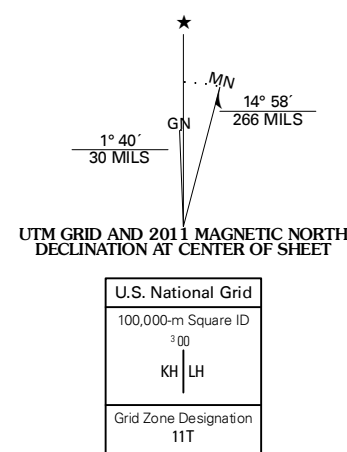 ★
MN
14° 58´
266 MILS
GN
1° 40´
30 MILS
UTM GRID AND 2011 MAGNETIC NORTH
DECLINATION AT CENTER OF SHEET
U.S. National Grid
100,000-m Square ID
³00
KH LH
Grid Zone Designation
11T